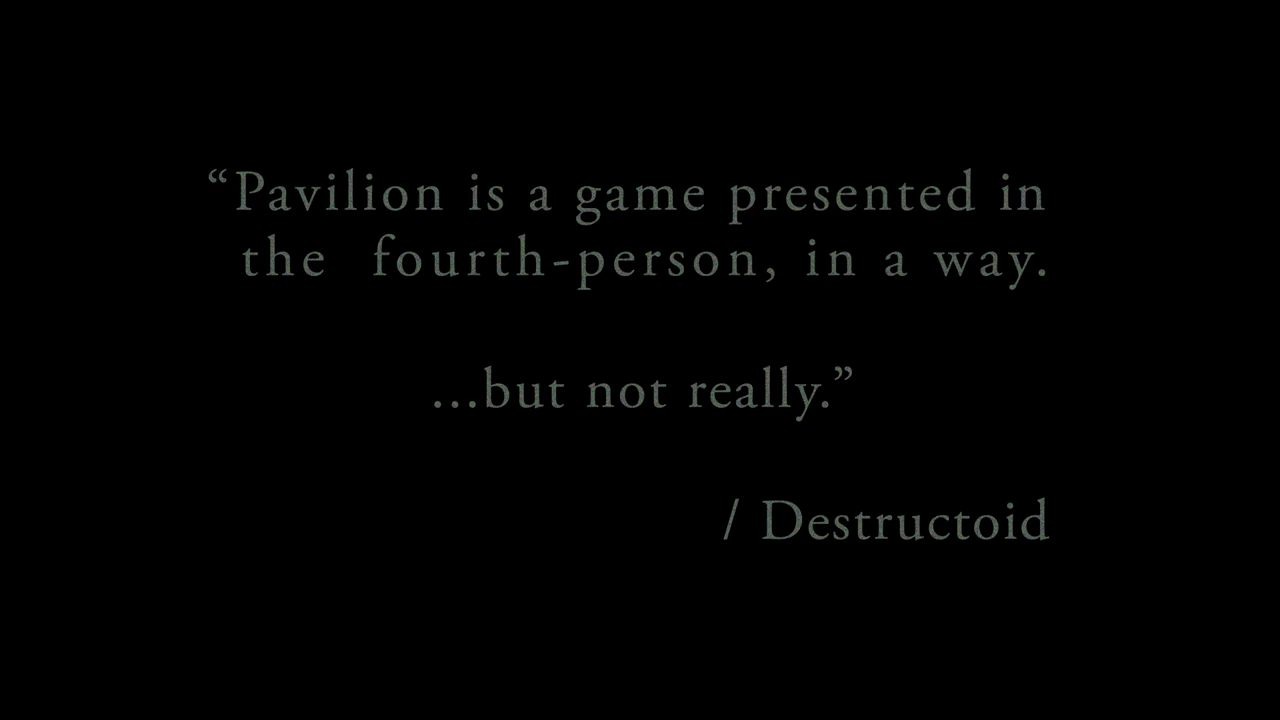 “Pavilion is a game presented in
the fourth-person, in a way.
...but not really.”
/ Destructoid